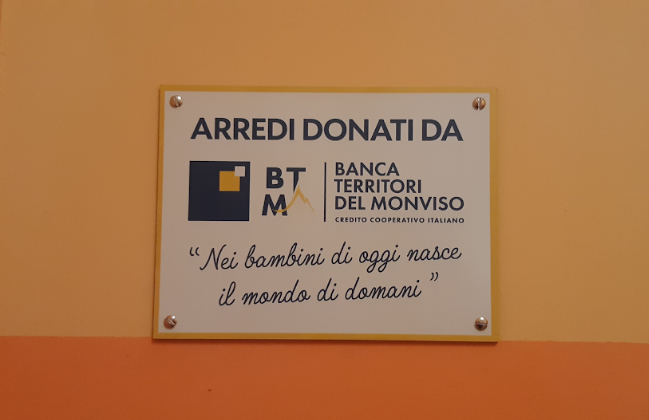 ARREDI DONATI DA
BT
M
BANCA
TERRITORI
DEL MONVISO
CREDITO COOPERATIVO ITALIANO
“Nei bambini di oggi nasce
il mondo di domani”